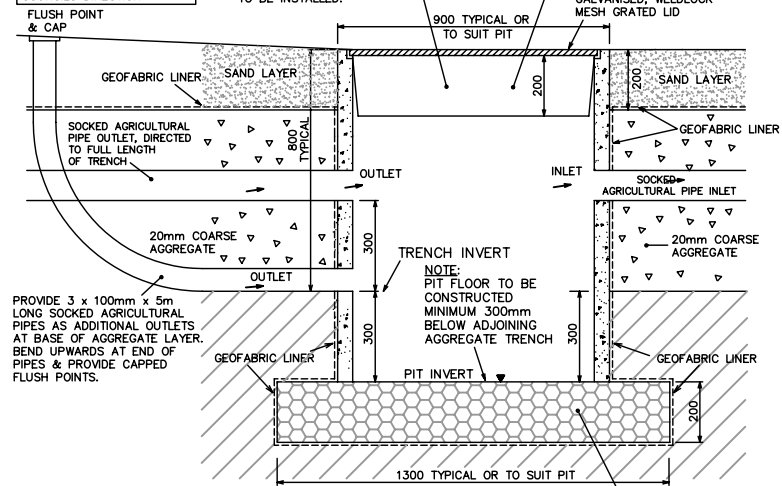 TO BE INSTALLED.
MESH GRATED LID
FLUSH POINT
& CAP
900 TYPICAL OR
TO SUIT PIT
GEOFABRIC LINER
SAND LAYER
200
200
SAND LAYER
SOCKED AGRICULTURAL
PIPE OUTLET, DIRECTED
TO FULL LENGTH
OF TRENCH
800
TYPICAL
GEOFABRIC LINER
OUTLET
INLET
SOCKED
AGRICULTURAL PIPE INLET
20mm COARSE
AGGREGATE
300
20mm COARSE
AGGREGATE
OUTLET
TRENCH INVERT
NOTE:
PIT FLOOR TO BE
CONSTRUCTED
MINIMUM 300mm
BELOW ADJOINING
AGGREGATE TRENCH
PROVIDE 3 x 100mm x 5m
LONG SOCKED AGRICULTURAL
PIPES AS ADDITIONAL OUTLETS
AT BASE OF AGGREGATE LAYER.
BEND UPWARDS AT END OF
PIPES & PROVIDE CAPPED
FLUSH POINTS.
300
300
GEOFABRIC LINER
GEOFABRIC LINER
PIT INVERT
200
1300 TYPICAL OR TO SUIT PIT